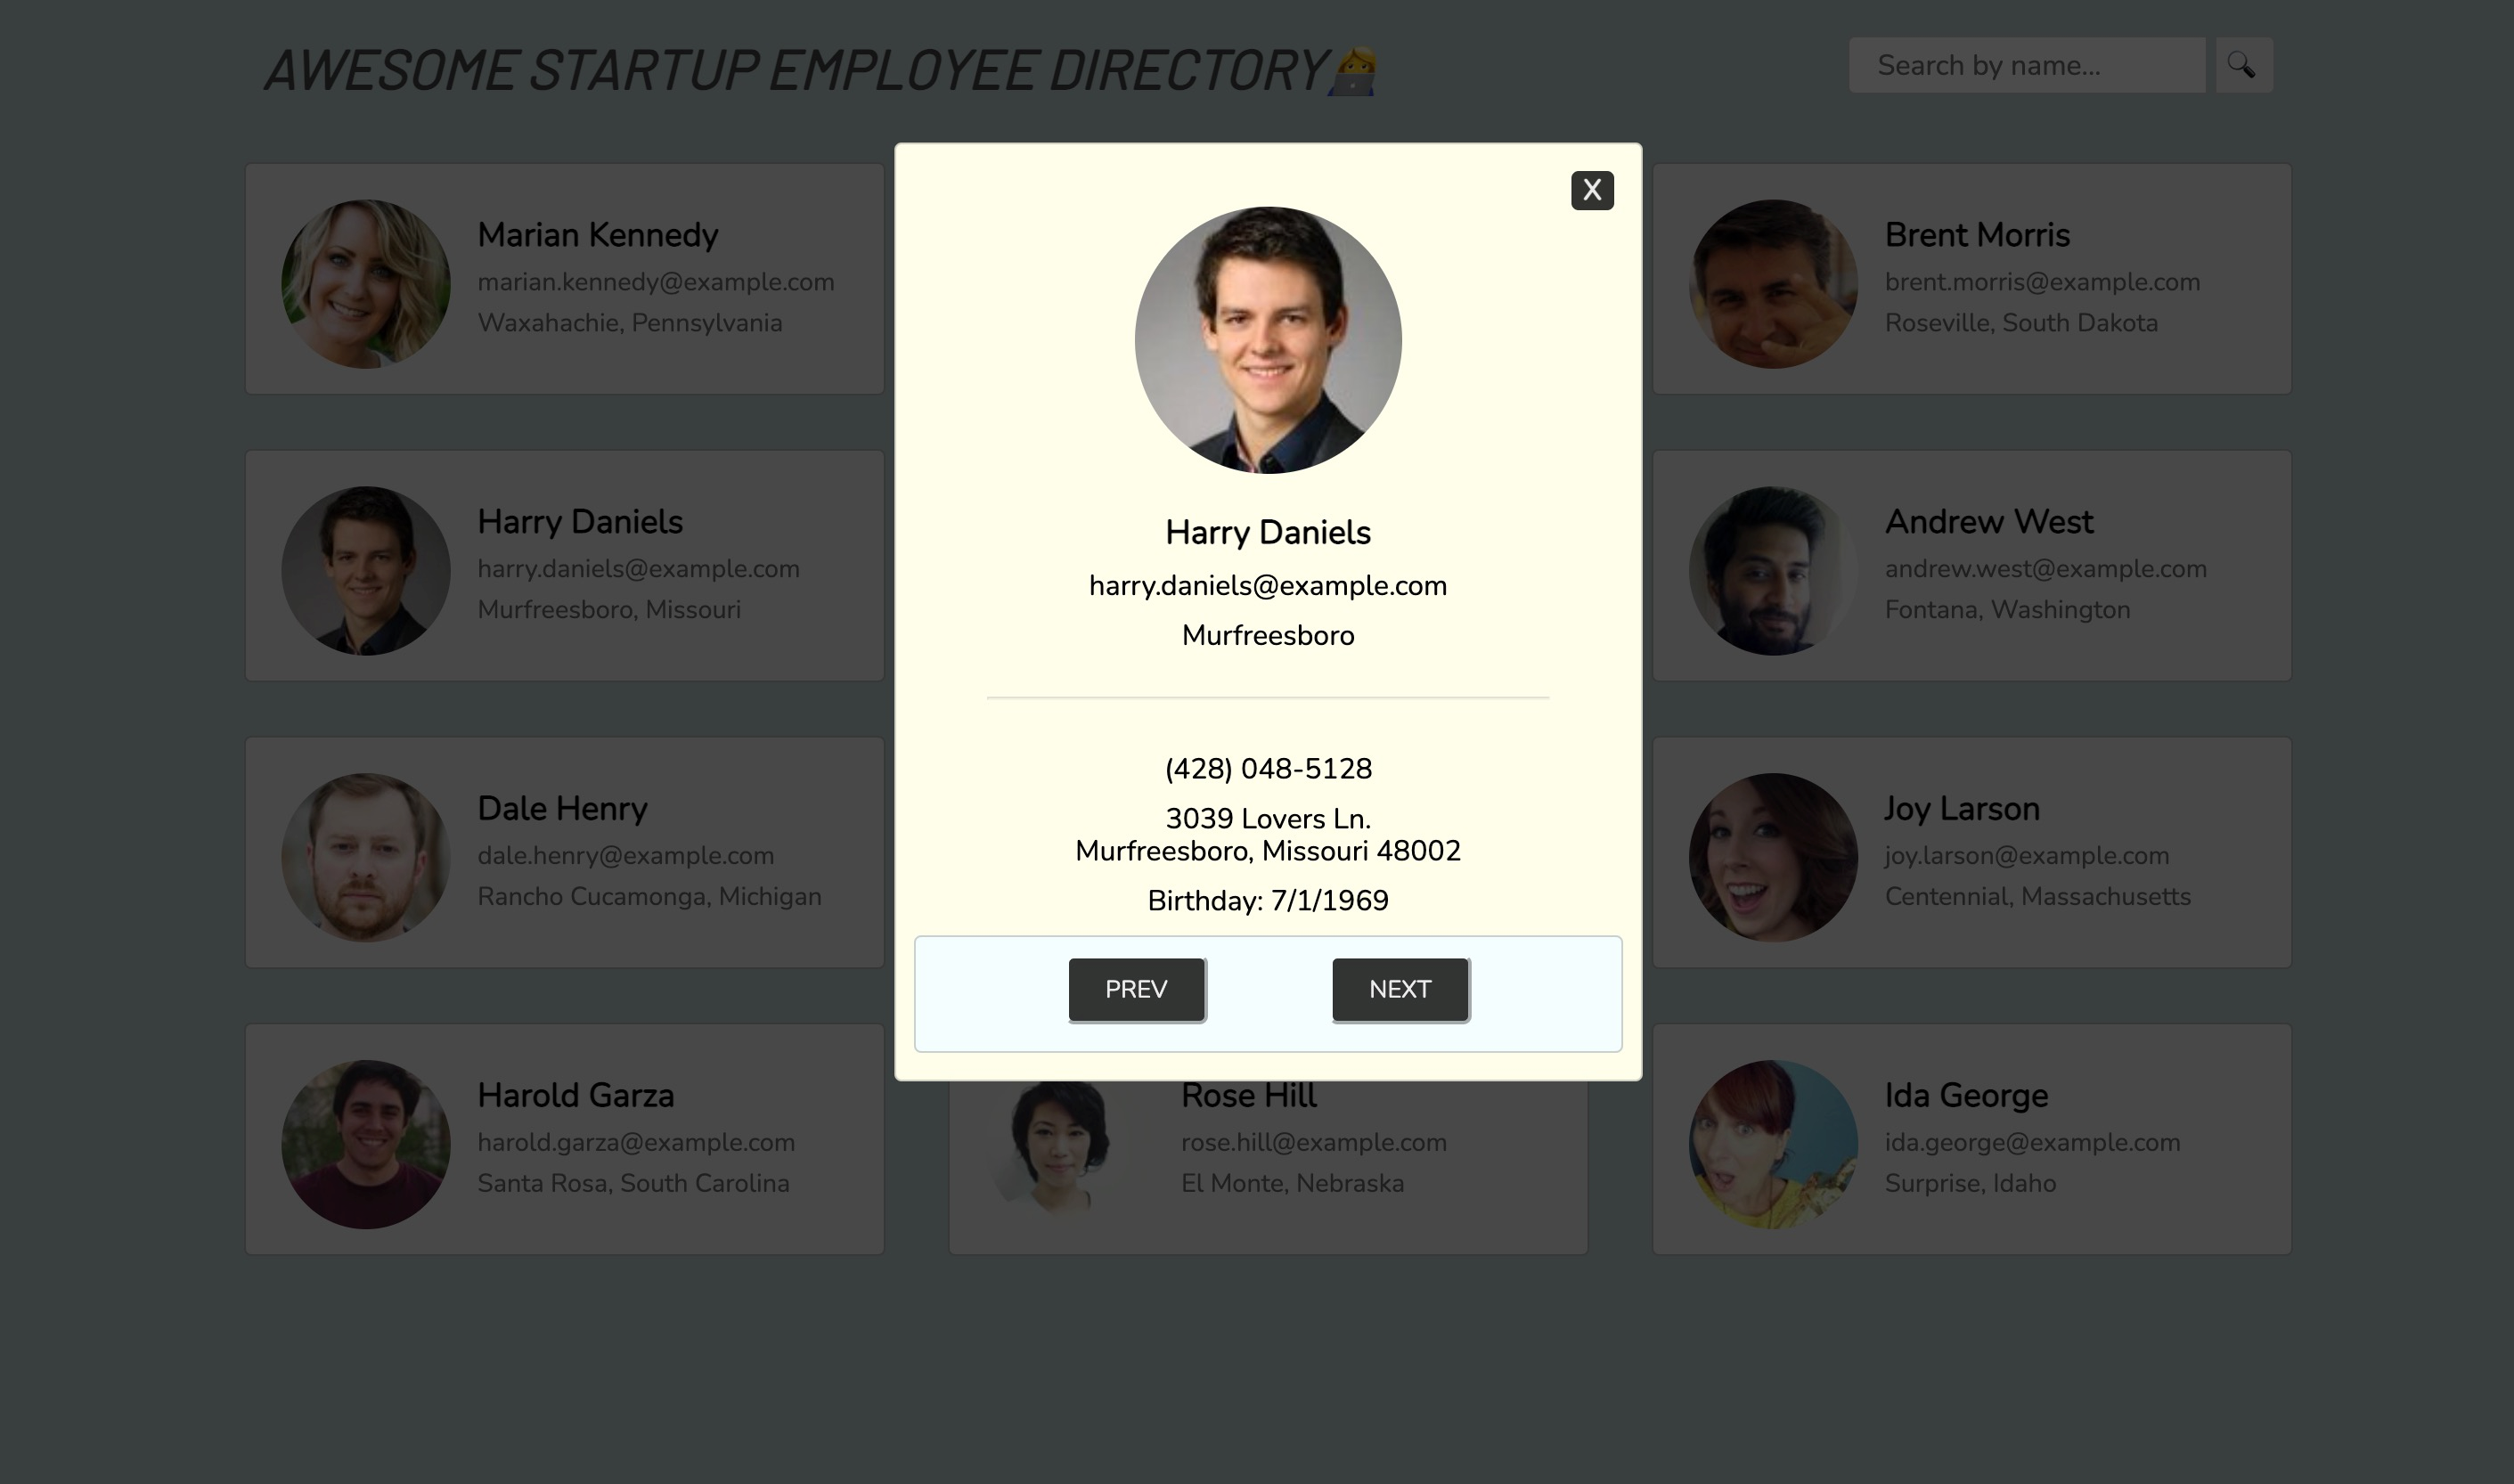 AWESOME STARTUP EMPLOYEE DIRECTORY
Search by name...
Marian Kennedy
marian.kennedy@example.com
Waxahachie, Pennsylvania
Brent Morris
brent.morris@example.com
Roseville, South Dakota
Harry Daniels
harry.daniels@example.com
Murfreesboro, Missouri
Andrew West
andrew.west@example.com
Fontana, Washington
Dale Henry
dale.henry@example.com
Rancho Cucamonga, Michigan
Joy Larson
joy.larson@example.com
Centennial, Massachusetts
Harold Garza
harold.garza@example.com
Santa Rosa, South Carolina
Rose Hill
rose.hill@example.com
El Monte, Nebraska
Ida George
ida.george@example.com
Surprise, Idaho
X
Harry Daniels
harry.daniels@example.com
Murfreesboro
(428) 048-5128
3039 Lovers Ln.
Murfreesboro, Missouri 48002
Birthday: 7/1/1969
PREV
NEXT